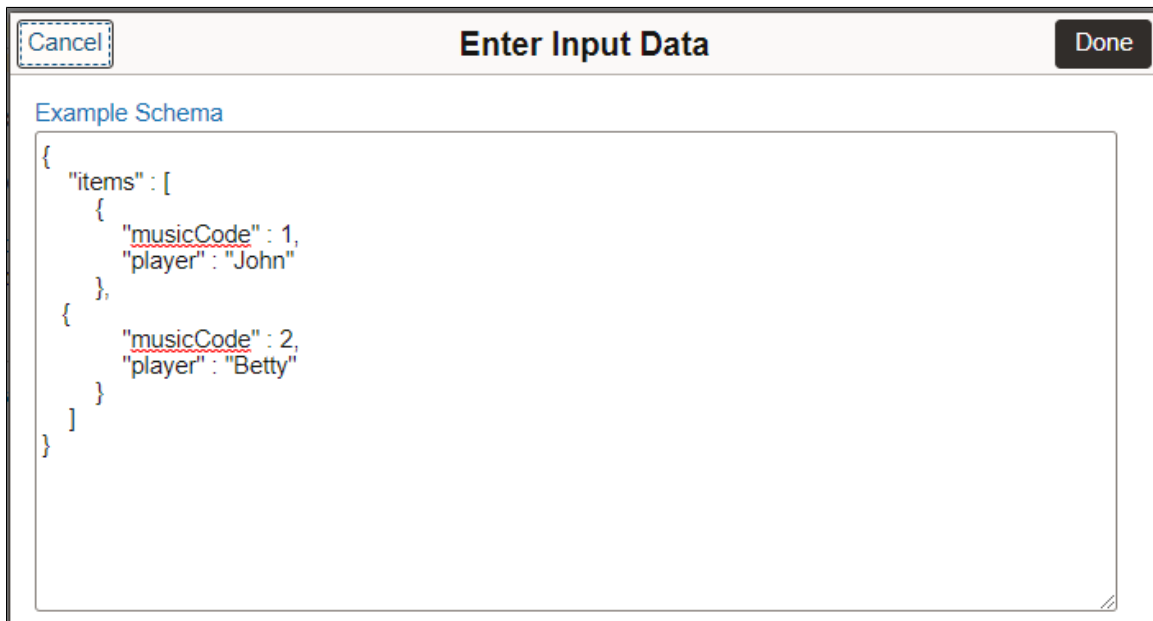 Cancel
Enter Input Data
Done
Example Schema
{
"items" : [
{
"musicCode" : 1,
"player" : "John"
},
{
"musicCode" : 2,
"player" : "Betty"
}
]
}